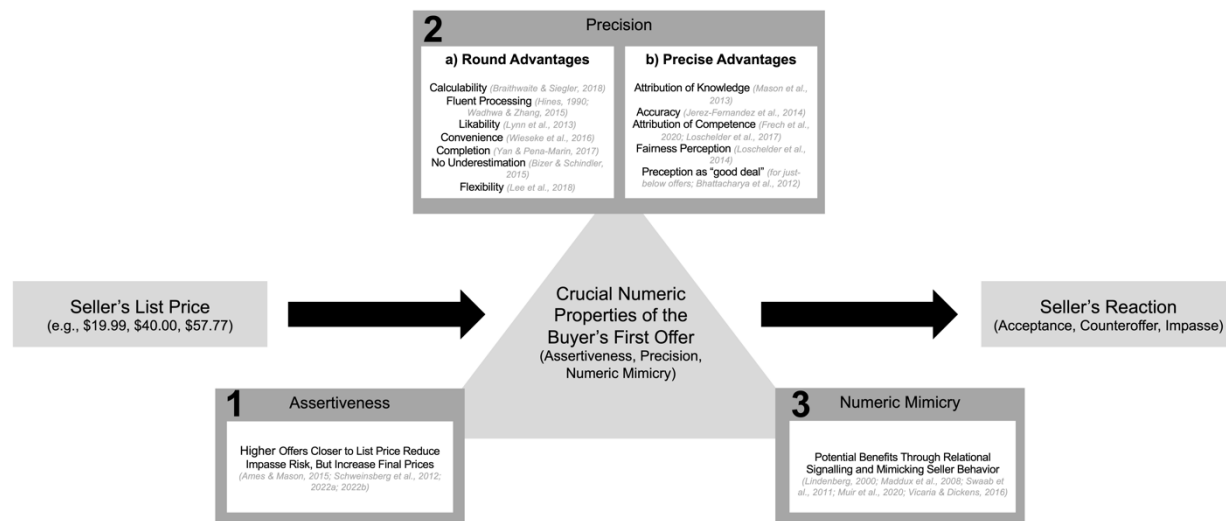 2
Precision
a) Round Advantages
Calculability (Braithwaite & Siegler, 2018)
Fluent Processing (Hines, 1990;
Wadhwa & Zhang, 2015)
Likability (Lynn et al., 2013)
Convenience (Wieseke et al., 2016)
Completion (Yan & Pena-Marin, 2017)
No Underestimation (Bizer & Schindler,
2015)
Flexibility (Lee et al., 2018)
b) Precise Advantages
Attribution of Knowledge (Mason et al.,
2013)
Accuracy (Jerez-Fernandez et al., 2014)
Attribution of Competence (Frech et al.,
2020; Loschelder et al., 2017)
Fairness Perception (Loschelder et al.,
2014)
Preception as “good deal” (for just-
below offers; Bhattacharya et al., 2012)
Seller’s List Price
(e.g., $19.99, $40.00, $57.77)
Crucial Numeric
Properties of the
Buyer’s First Offer
(Assertiveness, Precision,
Numeric Mimicry)
Seller’s Reaction
(Acceptance, Counteroffer, Impasse)
1
Assertiveness
Higher Offers Closer to List Price Reduce
Impasse Risk, But Increase Final Prices
(Ames & Mason, 2015; Schweinsberg et al., 2012;
2022a; 2022b)
3
Numeric Mimicry
Potential Benefits Through Relational
Signalling and Mimicking Seller Behavior
(Lindenberg, 2000; Maddux et al., 2008; Swaab
et al., 2011; Muir et al., 2020; Vicaria & Dickens, 2016)